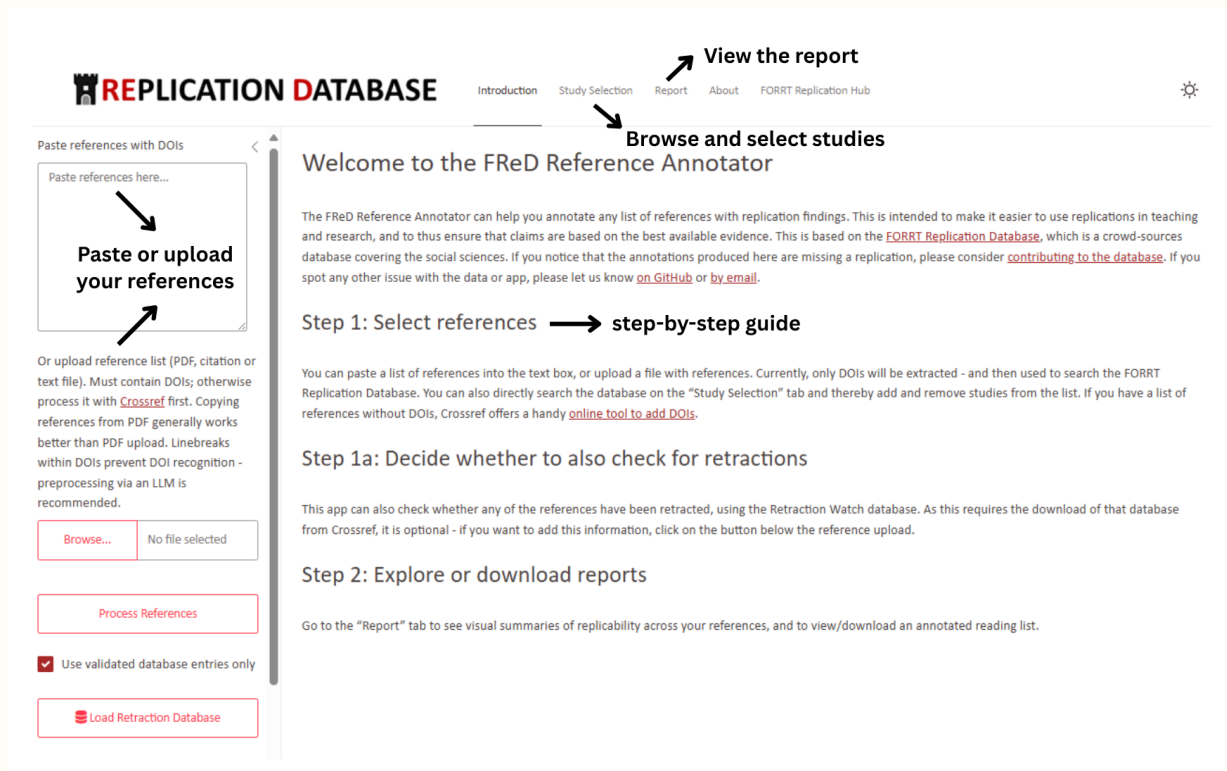 View the report
REPLICATION DATABASE
Introduction Study Selection Report About FORRT Replication Hub
Browse and select studies
Paste references with DOIs
Paste references here...
Paste or upload
your references
Or upload reference list (PDF, citation or
text file). Must contain DOIs; otherwise
process it with Crossref first. Copying
references from PDF generally works
better than PDF upload. Linebreaks
within DOIs prevent DOI recognition -
preprocessing via an LLM is
recommended.
Browse... No file selected
Process References
Use validated database entries only
Load Retraction Database
Welcome to the FReD Reference Annotator
The FReD Reference Annotator can help you annotate any list of references with replication findings. This is intended to make it easier to use replications in teaching
and research, and to thus ensure that claims are based on the best available evidence. This is based on the FORRT Replication Database, which is a crowd-sources
database covering the social sciences. If you notice that the annotations produced here are missing a replication, please consider contributing to the database. If you
spot any other issue with the data or app, please let us know on GitHub or by email.
Step 1: Select references step-by-step guide
You can paste a list of references into the text box, or upload a file with references. Currently, only DOIs will be extracted - and then used to search the FORRT
Replication Database. You can also directly search the database on the “Study Selection” tab and thereby add and remove studies from the list. If you have a list of
references without DOIs, Crossref offers a handy online tool to add DOIs.
Step 1a: Decide whether to also check for retractions
This app can also check whether any of the references have been retracted, using the Retraction Watch database. As this requires the download of that database
from Crossref, it is optional - if you want to add this information, click on the button below the reference upload.
Step 2: Explore or download reports
Go to the “Report” tab to see visual summaries of replicability across your references, and to view/download an annotated reading list.